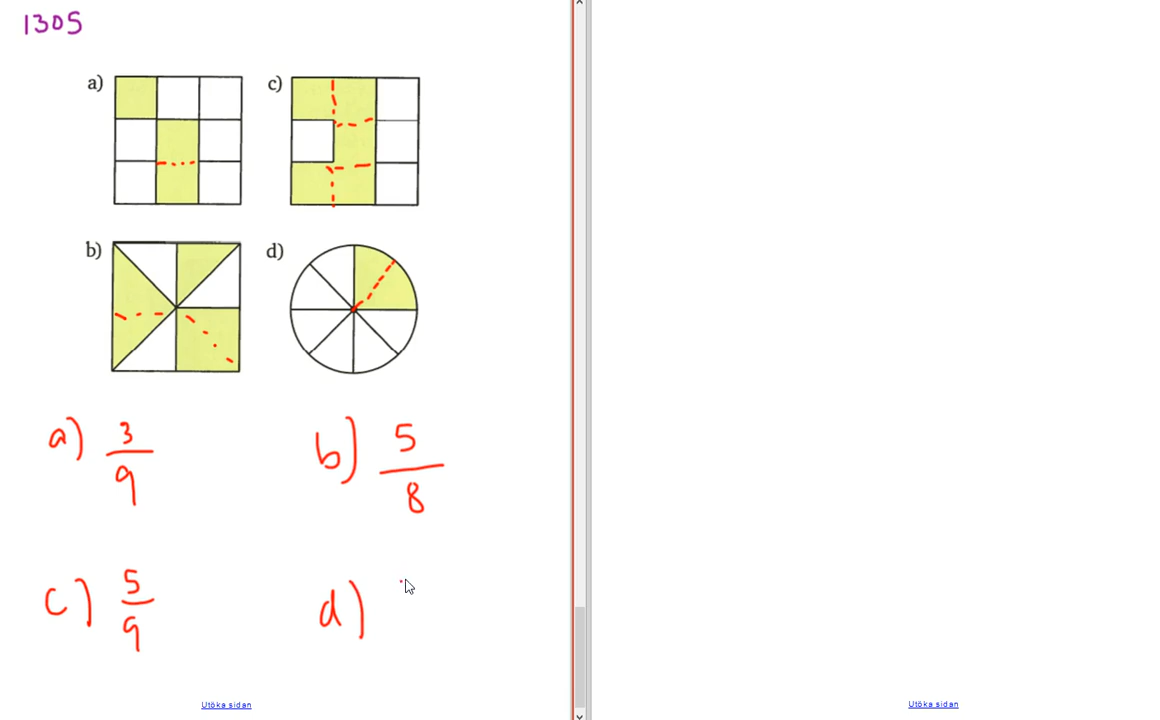 1305
a)
c)
b)
d)
a) 3/9
b) 5/8
c) 5/9
d)
Utöka sidan
Utöka sidan